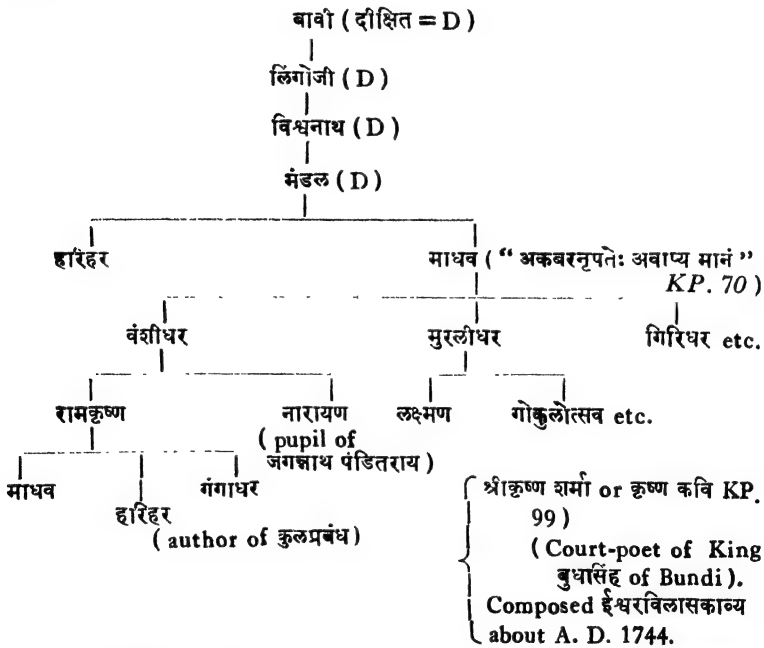 बावी ( दीक्षित = D )
लिंगोजी ( D )
विश्वनाथ ( D )
मंडल ( D )
हरिहर माधव ( “ अकबरनृपतेः अवाप्य मानं ”
KP. 70 )
वंशीधर मुरलीधर गिरिधर etc.
रामकृष्ण नारायण लक्ष्मण गोकुलोत्सव etc.
( pupil of
जगन्नाथ पंडितराय )
माधव हरिहर गंगाधर
( author of कुलप्रबंध )
श्रीकृष्ण शर्मा or कृष्ण कवि KP.
99 )
( Court-poet of King
बुधसिंह of Bundi ).
Composed ईश्वरविलासकाव्य
about A. D. 1744.